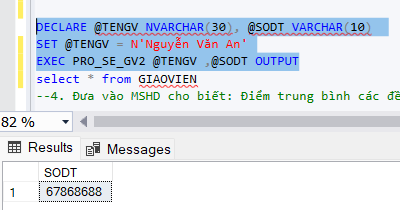 DECLARE @TENGV NVARCHAR(30), @SODT VARCHAR(10)
SET @TENGV = N'Nguyễn Văn An'
EXEC PRO_SE_GV2 @TENGV ,@SODT OUTPUT
select * from GIAOVIEN
--4. Đưa vào MSHD cho biết: Điểm trung bình các đề
82 %
Results Messages
SODT
1 67868688